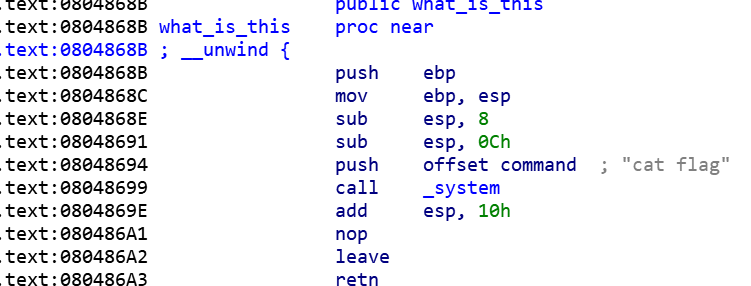 .text:0804868B public what_is_this
.text:0804868B what_is_this proc near
.text:0804868B ; __unwind {
.text:0804868B push ebp
.text:0804868C mov ebp, esp
.text:0804868E sub esp, 8
.text:08048691 sub esp, 0Ch
.text:08048694 push offset command ; "cat flag"
.text:08048699 call _system
.text:0804869E add esp, 10h
.text:080486A1 nop
.text:080486A2 leave
.text:080486A3 retn